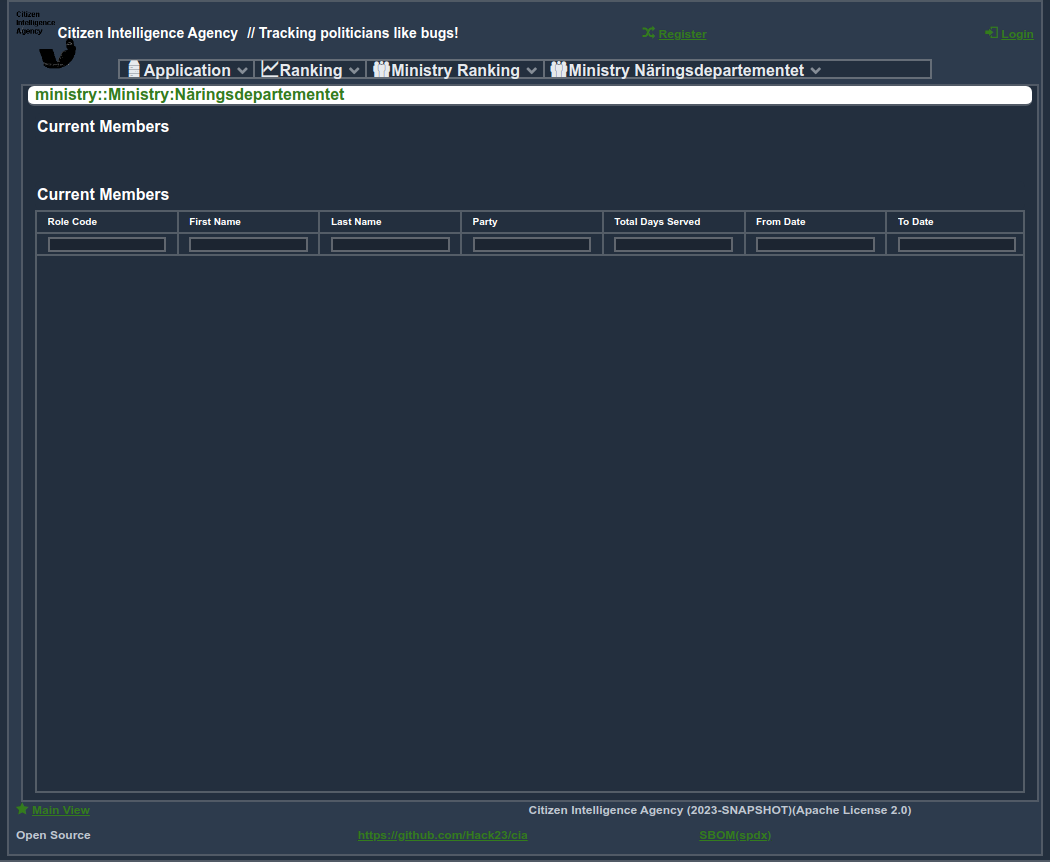 Citizen
Intelligence
Agency
Citizen Intelligence Agency // Tracking politicians like bugs!
Register
Login
Application
Ranking
Ministry Ranking
Ministry Näringsdepartementet
ministry::Ministry:Näringsdepartementet
Current Members
Current Members
Role Code
First Name
Last Name
Party
Total Days Served
From Date
To Date
Main View
Citizen Intelligence Agency (2023-SNAPSHOT)(Apache License 2.0)
Open Source
https://github.com/Hack23/cia
SBOM(spdx)